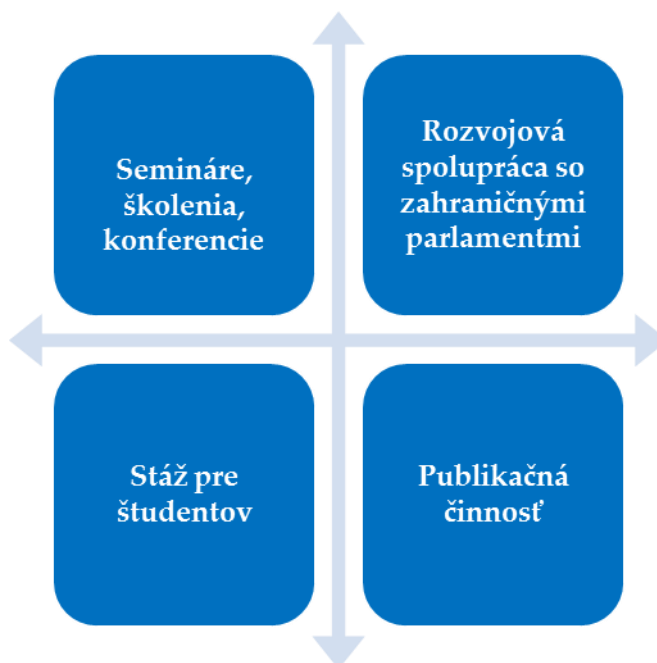 Semináre,
školenia,
konferencie
Rozvojová
spolupráca so
zahraničnými
parlamentmi
Stáž pre
študentov
Publikačná
činnosť